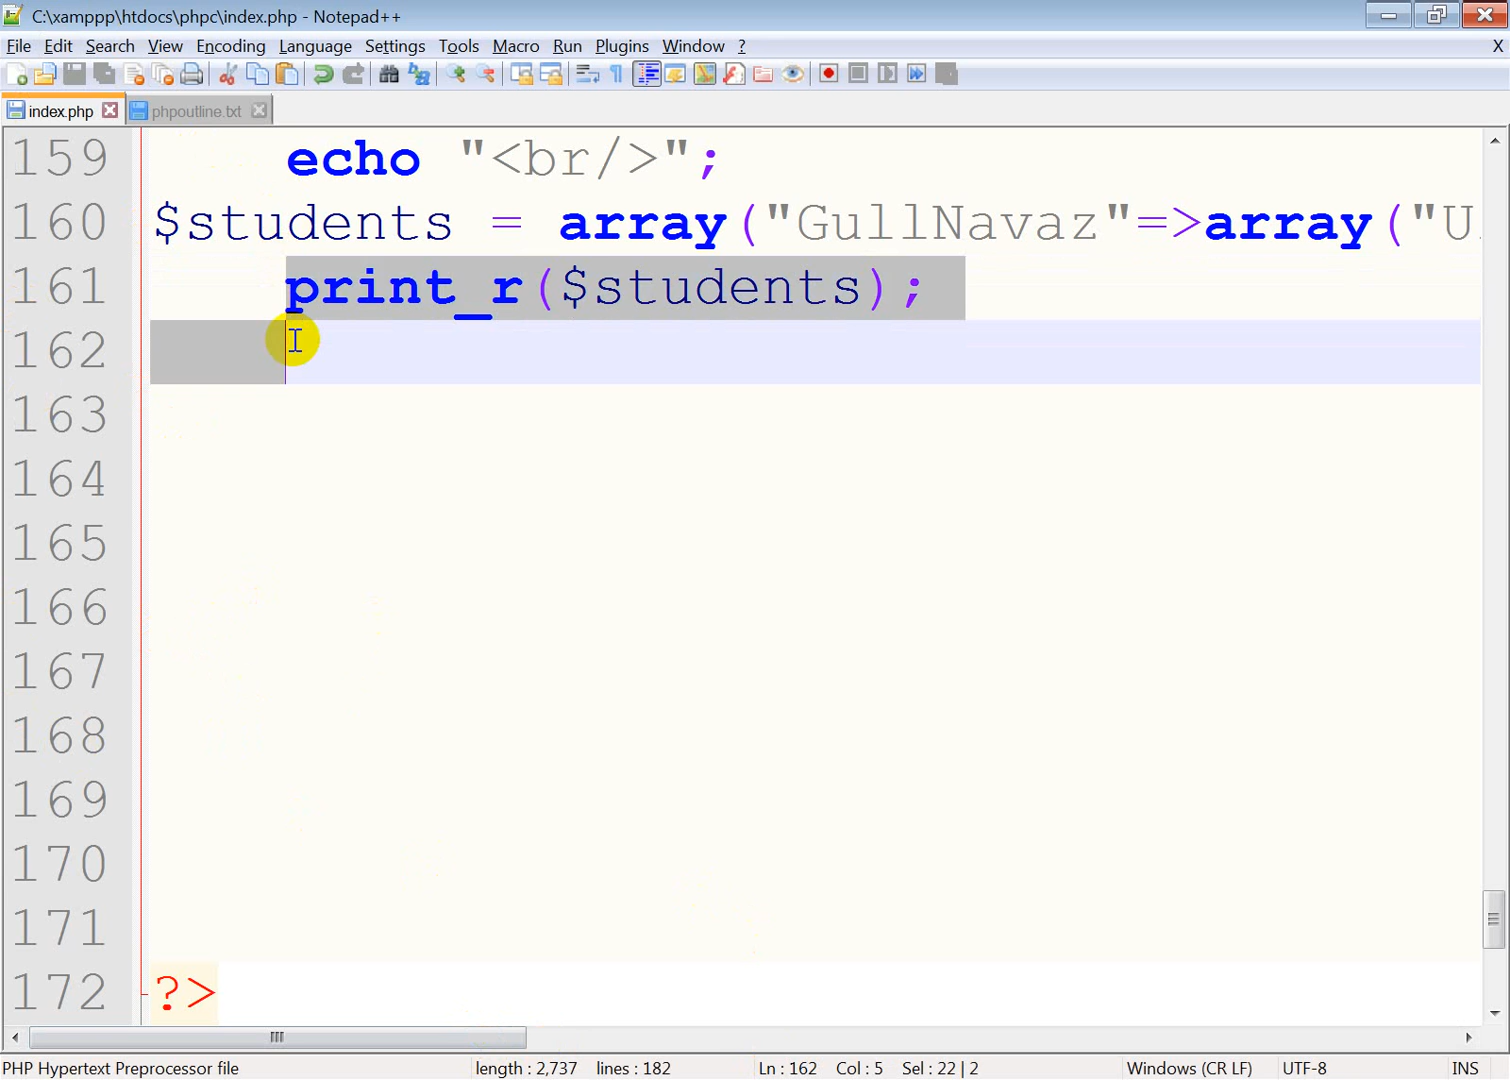 C:\xamppp\htdocs\phpc\index.php - Notepad++
File Edit Search View Encoding Language Settings Tools Macro Run Plugins Window ? X
index.php phpoutline.txt
159 echo "<br/>";
160 $students = array("GullNavaz"=>array("U
161 print_r($students);
162
163
164
165
166
167
168
169
170
171
172 ?>
PHP Hypertext Preprocessor file length : 2,737 lines : 182 Ln : 162 Col : 5 Sel : 22 | 2 Windows (CR LF) UTF-8 INS